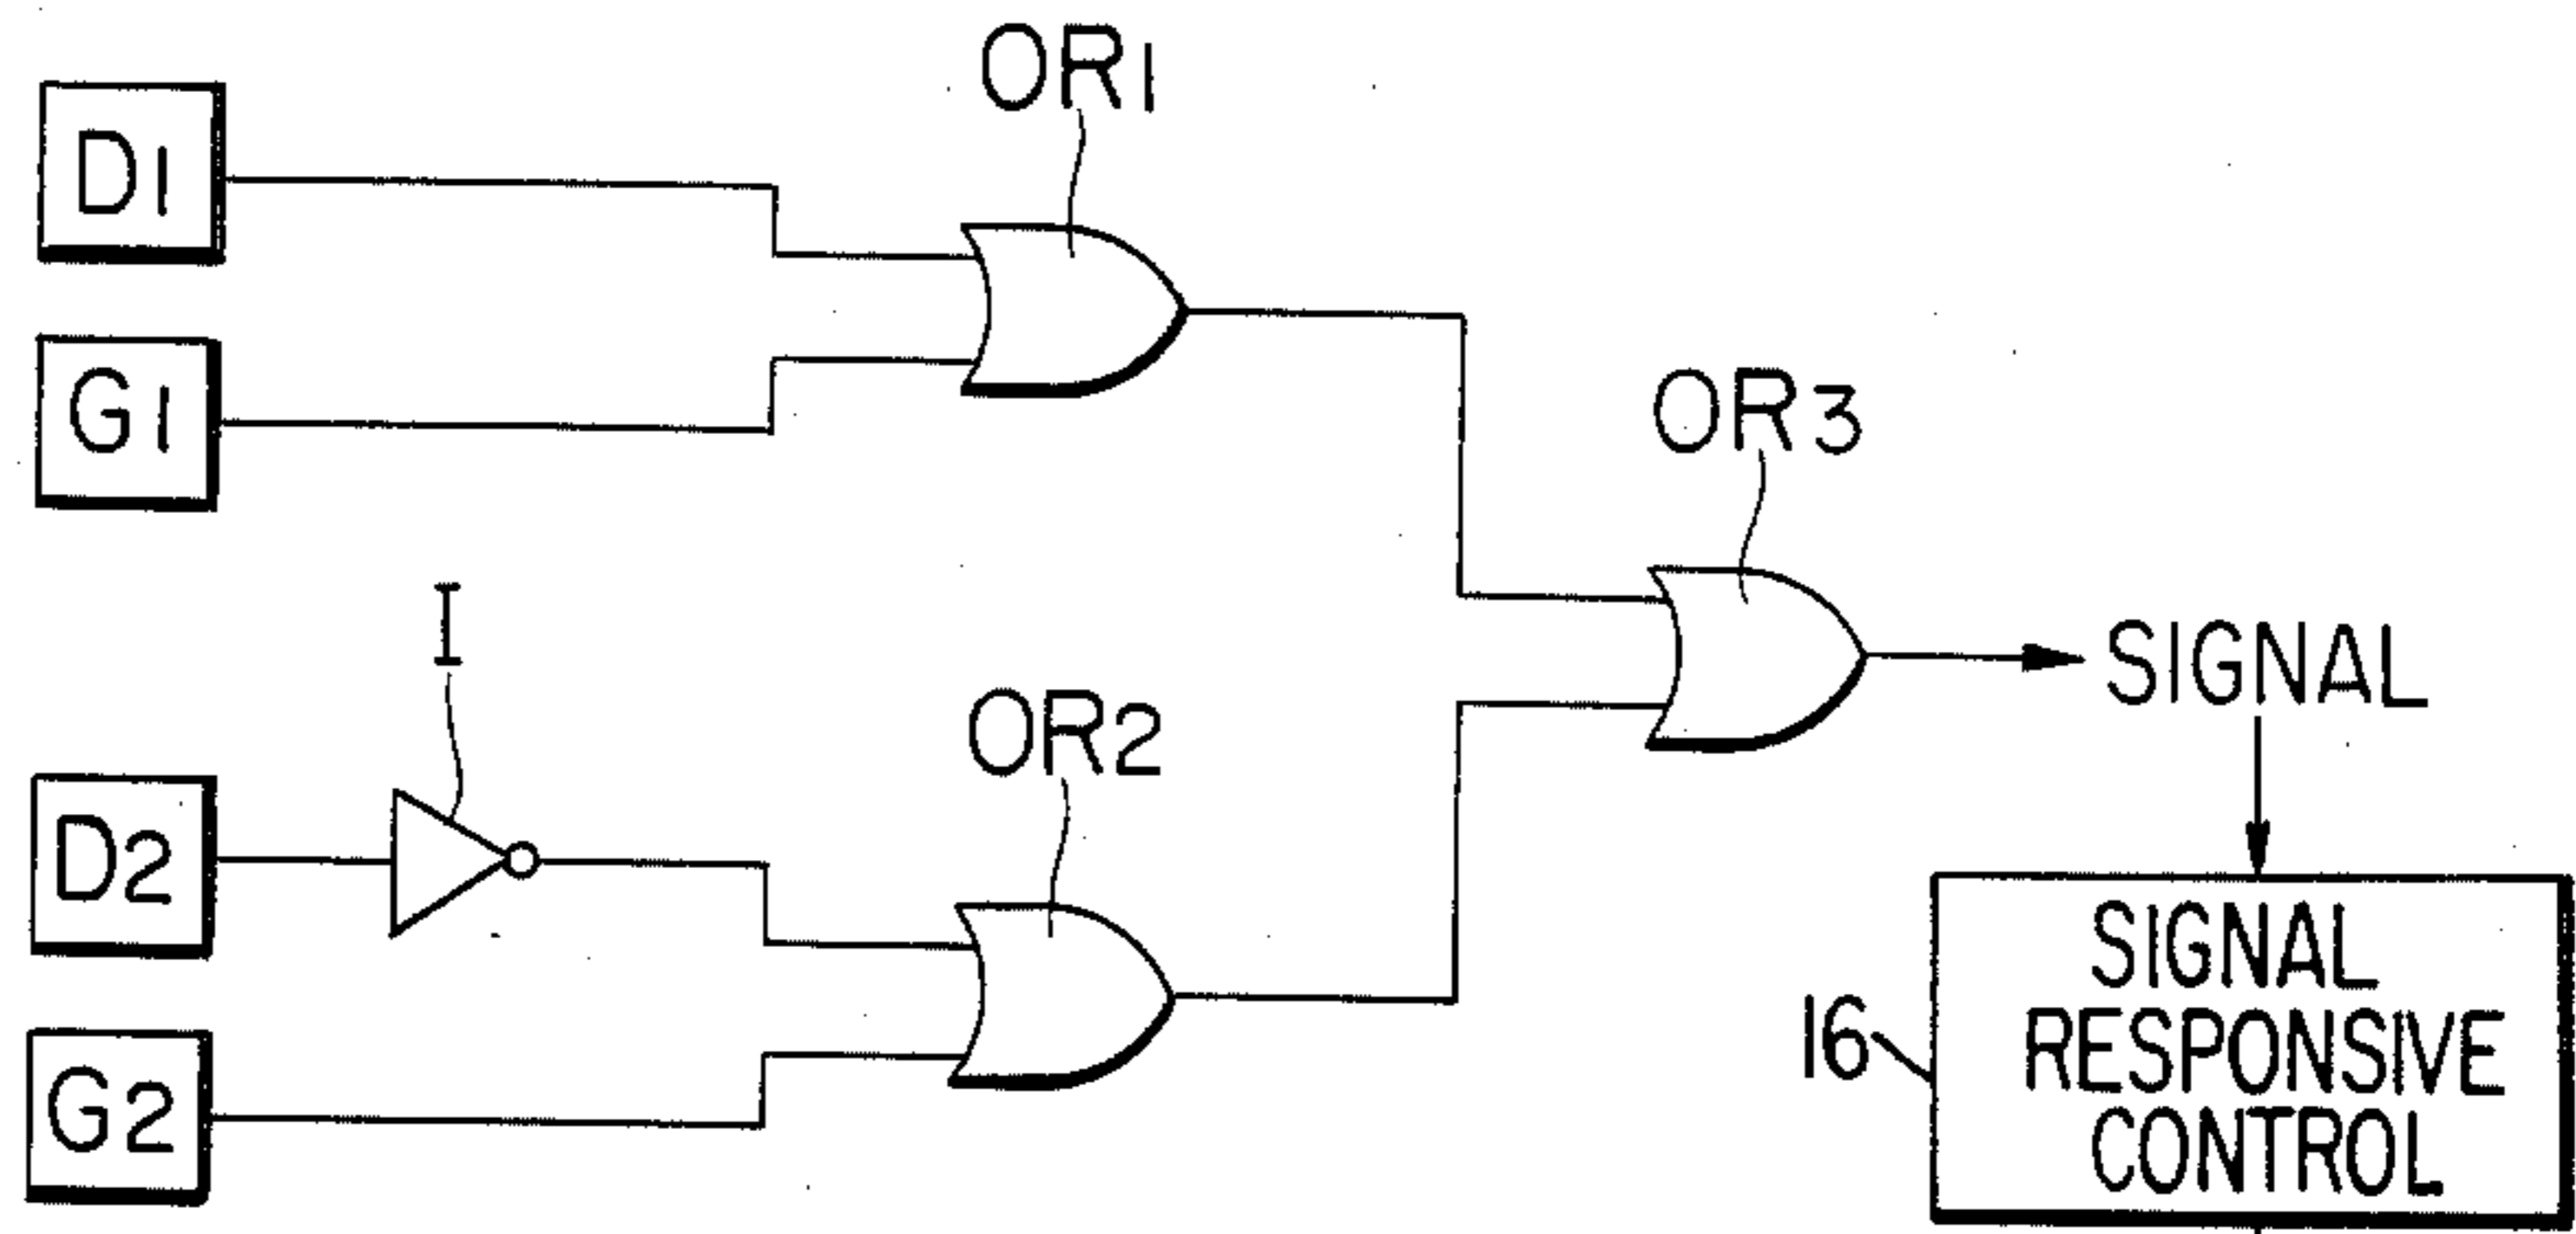 OR1
D1
G1
OR3
I
SIGNAL
OR2
D2
G2
16
SIGNAL
RESPONSIVE
CONTROL